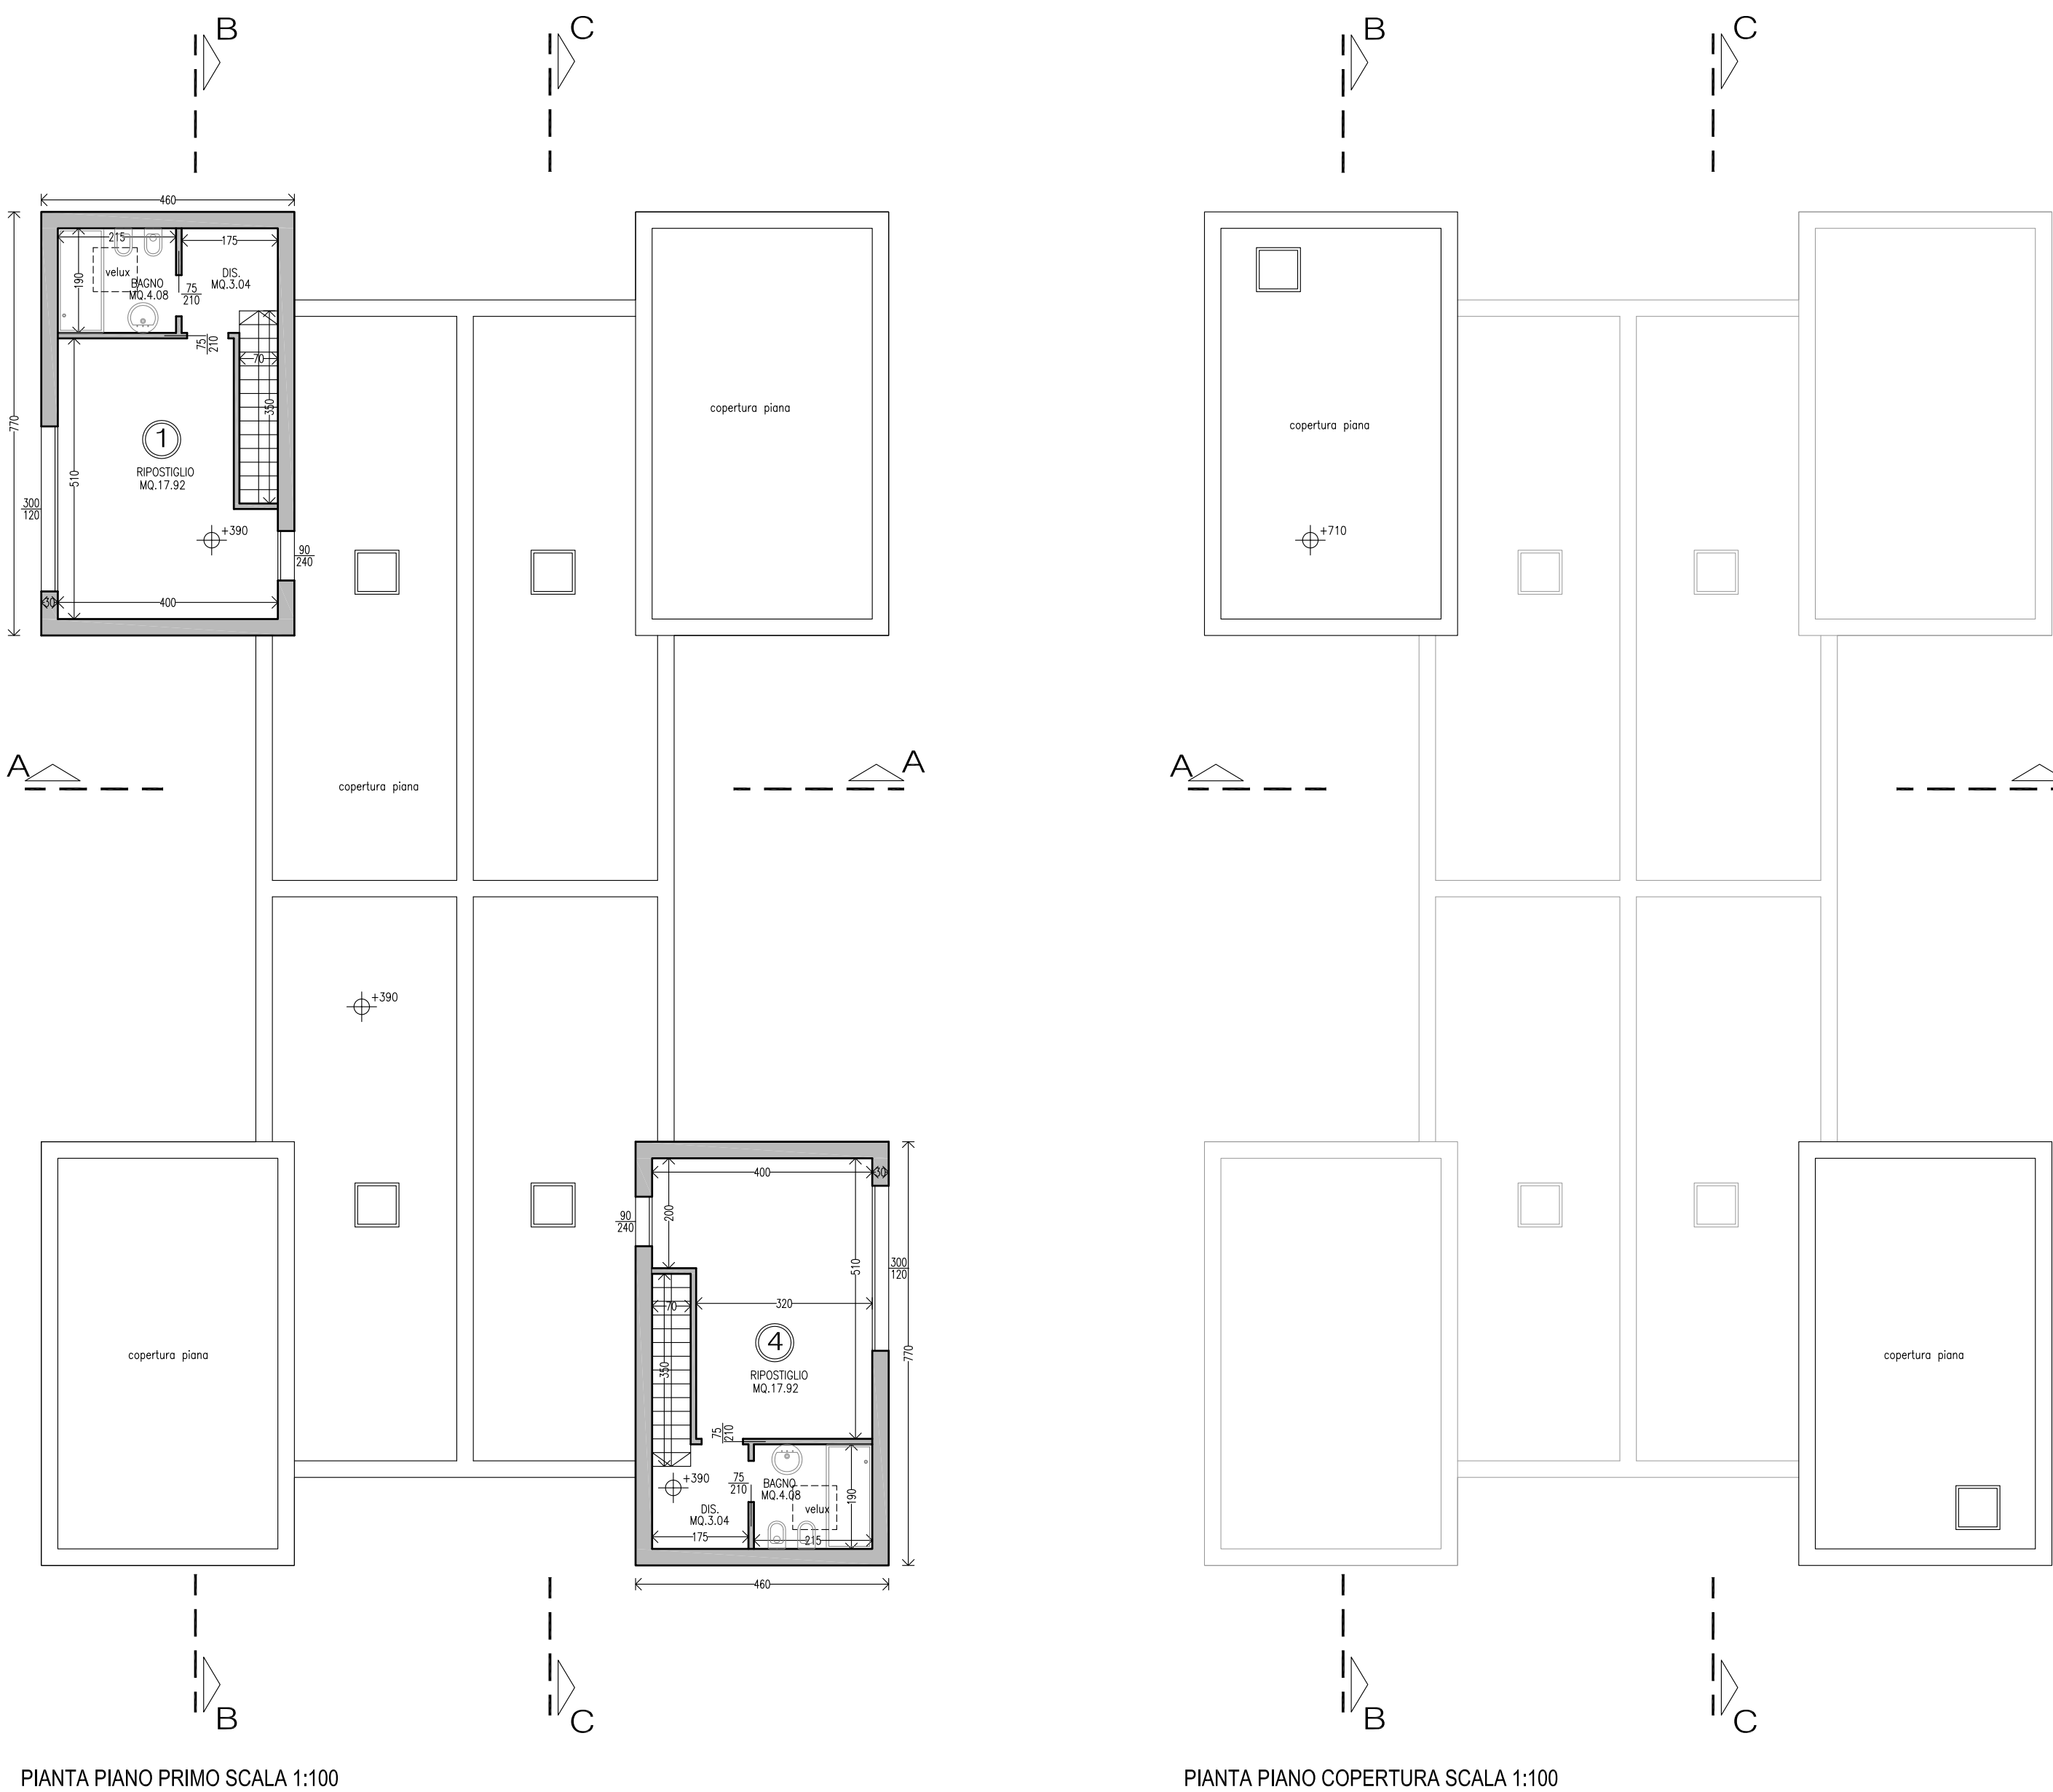 B
C
B
C
460
215
175
velux
190
BAGNO
MQ.4.08
DIS.
MQ.3.04
75
210
75
210
70
350
770
1
RIPOSTIGLIO
MQ.17.92
510
300
120
+390
90
240
30
400
copertura piana
copertura piana
+710
A
A
copertura piana
A
+390
400
30
200
90
240
510
300
120
320
70
4
RIPOSTIGLIO
MQ.17.92
350
770
copertura piana
copertura piana
75
210
+390
75
210
BAGNO
MQ.4.08
velux
190
DIS.
MQ.3.04
175
215
460
B
C
B
C
PIANTA PIANO PRIMO SCALA 1:100
PIANTA PIANO COPERTURA SCALA 1:100